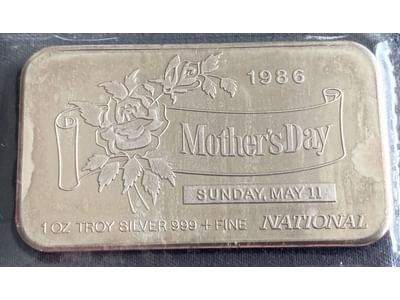 1986
Mother's Day
SUNDAY, MAY 11
1 OZ TROY SILVER 999 + FINE NATIONAL